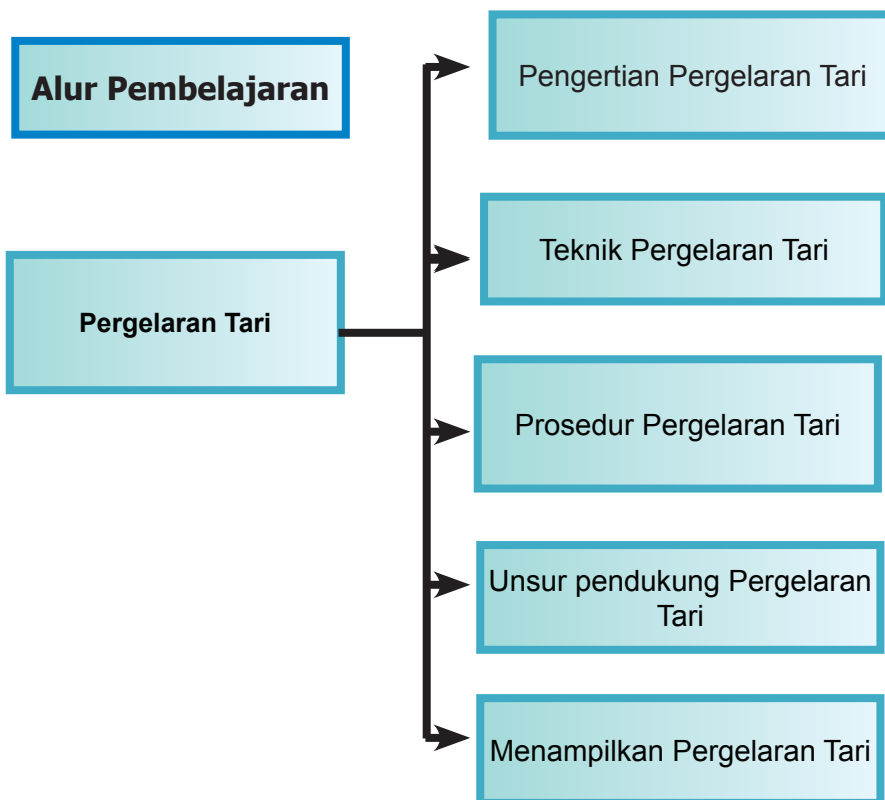 Alur Pembelajaran
Pergelaran Tari
Pengertian Pergelaran Tari
Teknik Pergelaran Tari
Prosedur Pergelaran Tari
Unsur pendukung Pergelaran
Tari
Menampilkan Pergelaran Tari